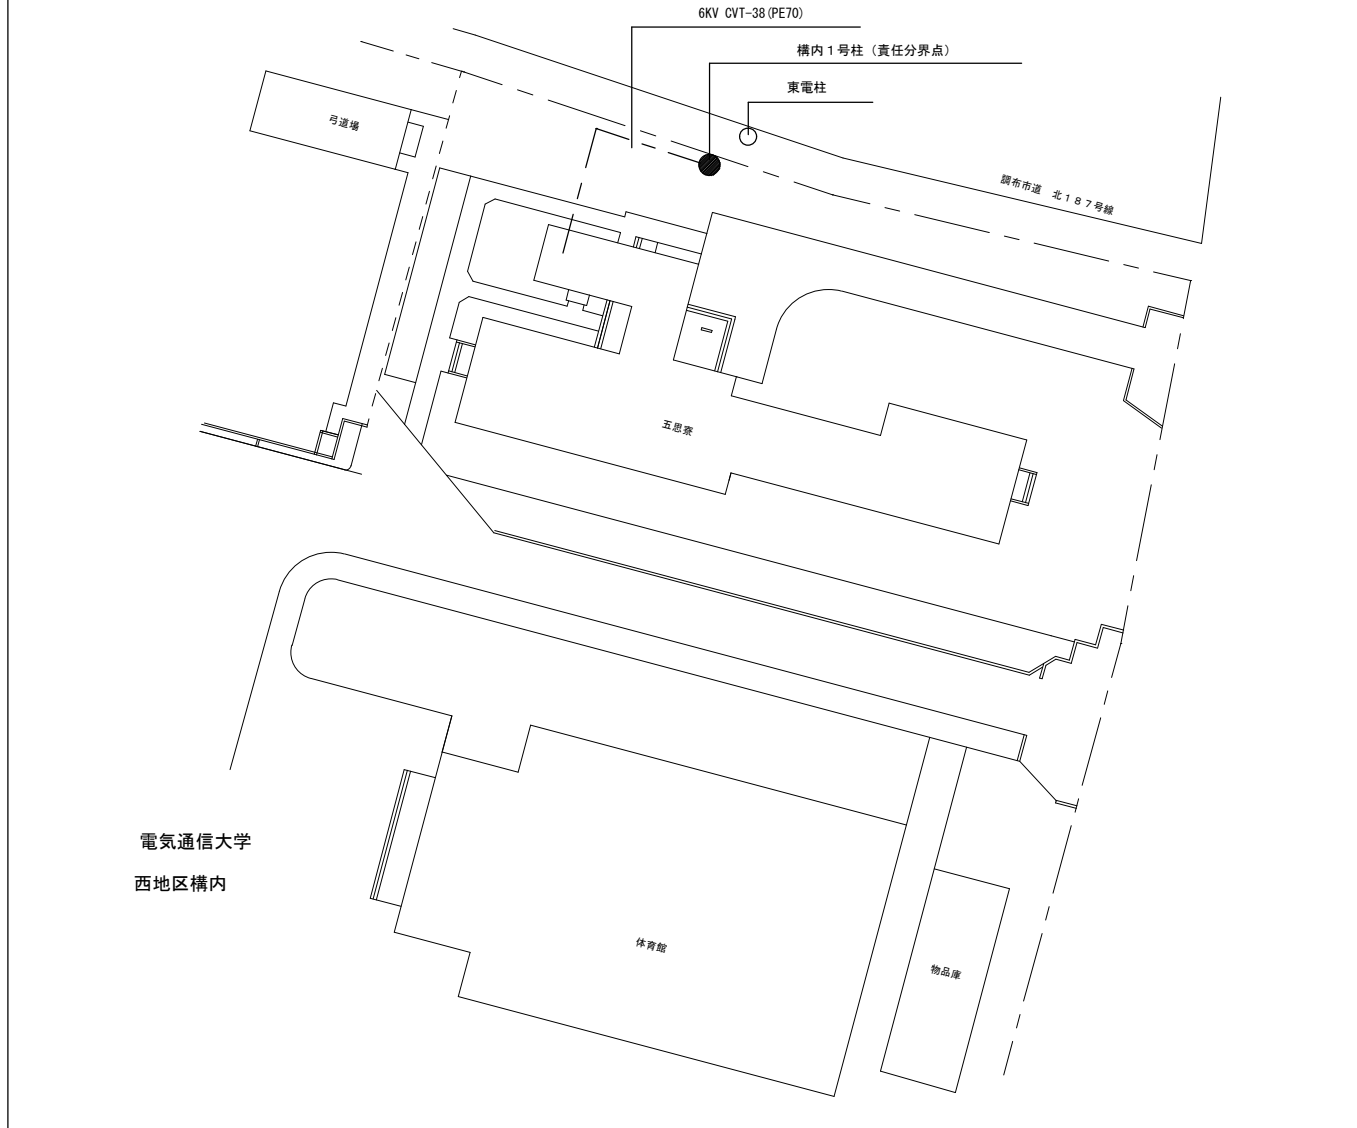 6KV CVT-38(PE70)
構内１号柱（責任分界点）
東電柱
弓道場
調布市道　北１８７号線
五思寮
電気通信大学
西地区構内
体育館
物品庫